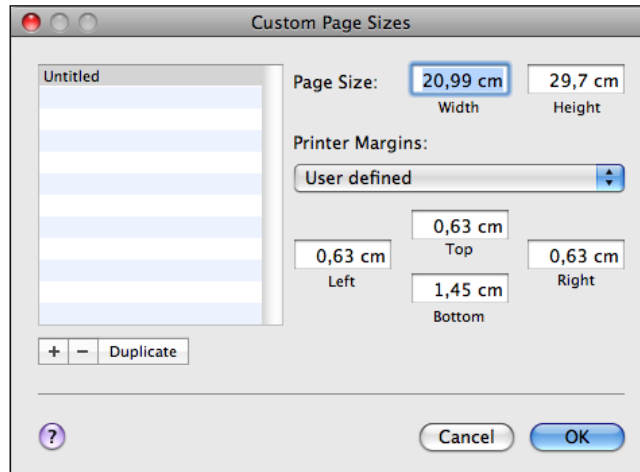 Custom Page Sizes
Untitled
Page Size:
20,99 cm
29,7 cm
Width
Height
Printer Margins:
User defined
0,63 cm
Top
0,63 cm
Left
0,63 cm
Right
1,45 cm
Bottom
+ − Duplicate
?
Cancel
OK